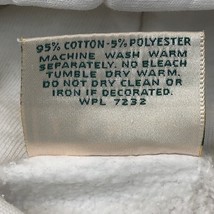 95% COTTON-5% POLYESTER
MACHINE WASH WARM
SEPARATELY. NO BLEACH
TUMBLE DRY WARM.
DO NOT DRY CLEAN OR
IRON IF DECORATED.
WPL 7232